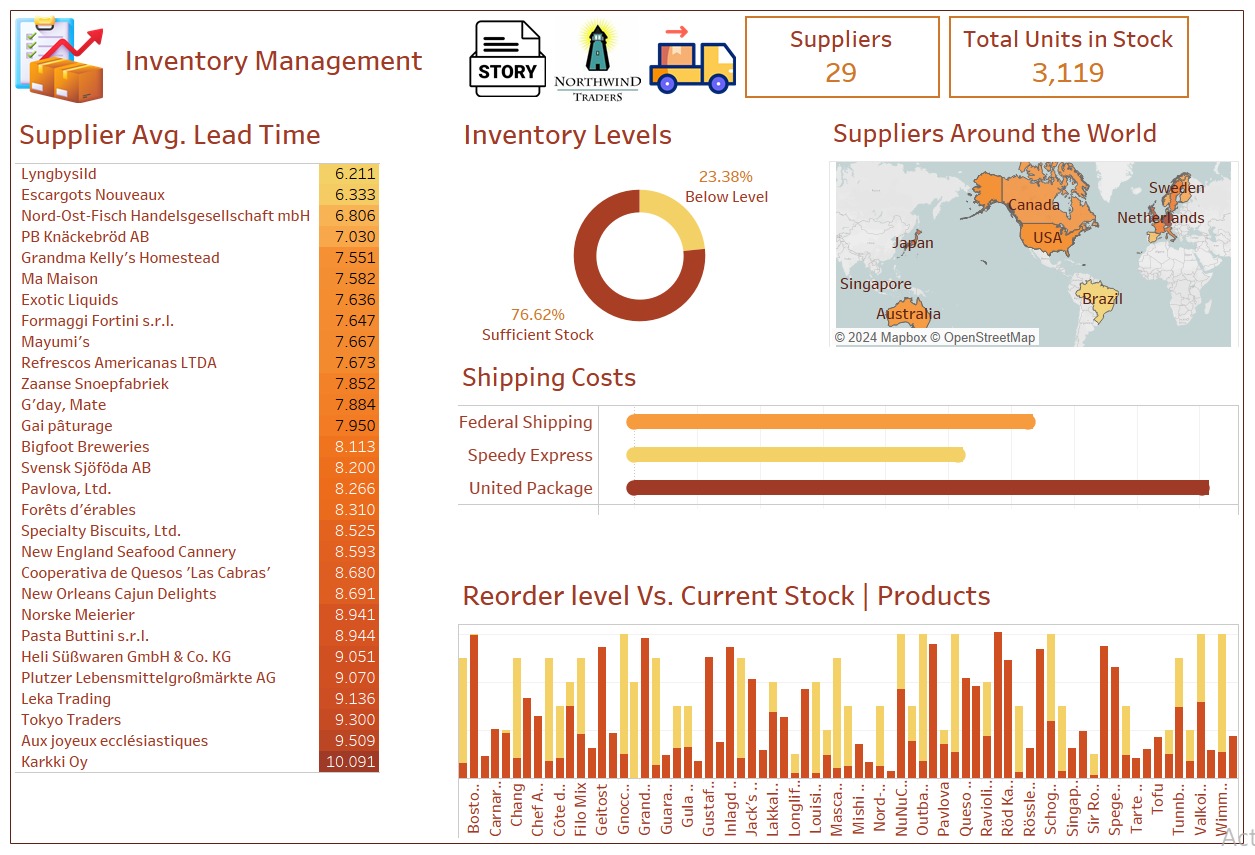 Inventory Management
STORY
NORTHWIND
TRADERS
Suppliers
29
Total Units in Stock
3,119
Supplier Avg. Lead Time
Lyngbysild 6.211
Escargots Nouveaux 6.333
Nord-Ost-Fisch Handelsgesellschaft mbH 6.806
PB Knäckebröd AB 7.030
Grandma Kelly's Homestead 7.551
Ma Maison 7.582
Exotic Liquids 7.636
Formaggi Fortini s.r.l. 7.647
Mayumi's 7.667
Refrescos Americanas LTDA 7.673
Zaanse Snoepfabriek 7.852
G'day, Mate 7.884
Gai pâturage 7.950
Bigfoot Breweries 8.113
Svensk Sjöföda AB 8.200
Pavlova, Ltd. 8.266
Forêts d'érables 8.310
Specialty Biscuits, Ltd. 8.525
New England Seafood Cannery 8.593
Cooperativa de Quesos 'Las Cabras' 8.680
New Orleans Cajun Delights 8.691
Norske Meierier 8.941
Pasta Buttini s.r.l. 8.944
Heli Süßwaren GmbH & Co. KG 9.051
Plutzer Lebensmittelgroßmärkte AG 9.070
Leka Trading 9.136
Tokyo Traders 9.300
Aux joyeux ecclésiastiques 9.509
Karkki Oy 10.091
Inventory Levels
23.38%
Below Level
76.62%
Sufficient Stock
Suppliers Around the World
Sweden
Canada
Netherlands
USA
Japan
Singapore
Brazil
Australia
© 2024 Mapbox © OpenStreetMap
Shipping Costs
Federal Shipping
Speedy Express
United Package
Reorder level Vs. Current Stock | Products
Bosto..
Carnar..
Chang
Chef A..
Côte d..
Filo Mix
Geitost
Gnocc..
Grand..
Guara..
Gula ..
Gustaf..
Inlagd ..
Jack's ..
Lakkal..
Longlif..
Louisi..
Masca..
Mishi ..
Nord-..
NuNuC..
Outba..
Pavlova
Queso ..
Ravioli..
Röd Ka..
Rössle..
Schog..
Singap..
Sir Ro..
Spege..
Tarte ..
Tofu
Tunnb..
Valkoi..
Wimm..
Act